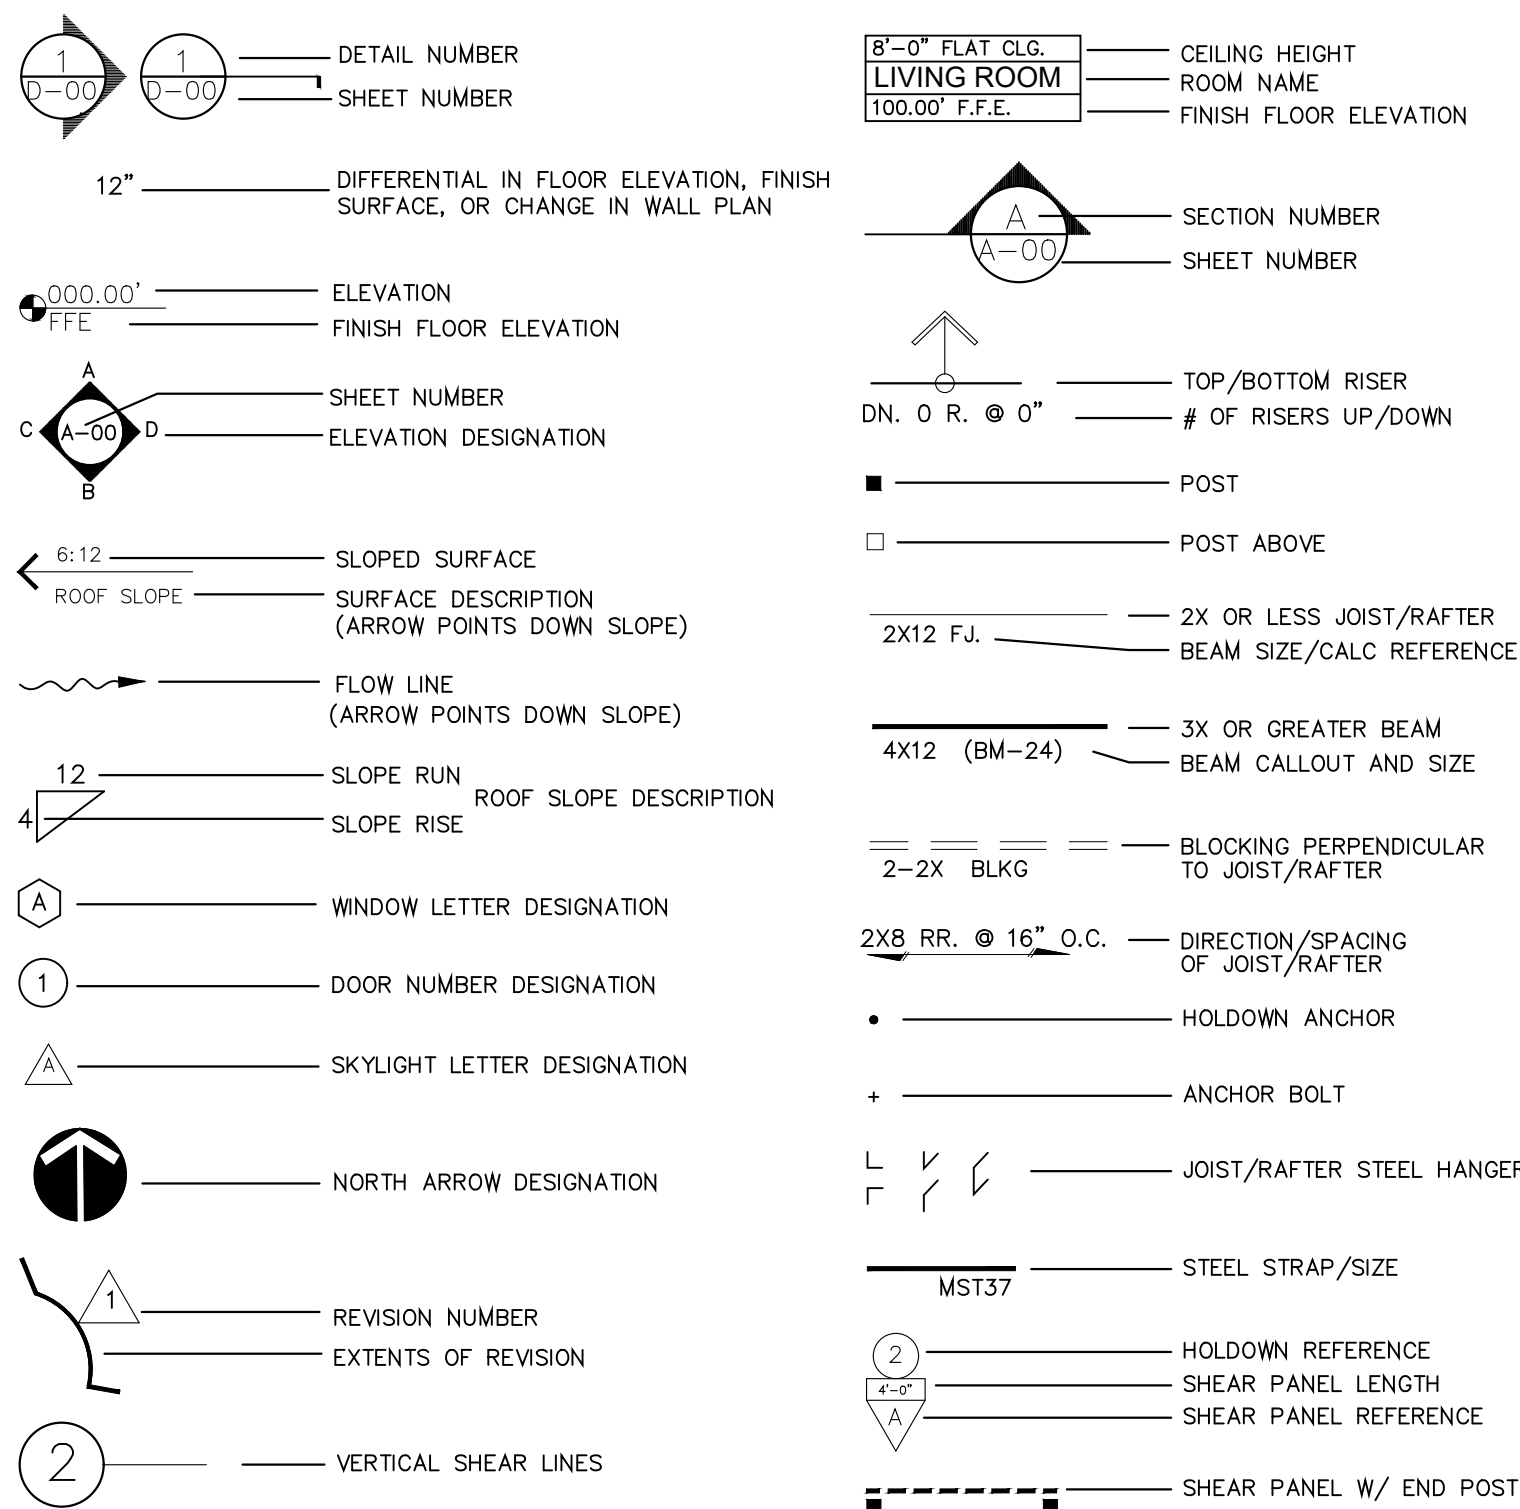 1
D-00
1
D-00
DETAIL NUMBER
SHEET NUMBER
12"
DIFFERENTIAL IN FLOOR ELEVATION, FINISH
SURFACE, OR CHANGE IN WALL PLAN
000.00'
FFE
ELEVATION
FINISH FLOOR ELEVATION
A
C
A-00
D
B
SHEET NUMBER
ELEVATION DESIGNATION
6:12
SLOPED SURFACE
ROOF SLOPE
SURFACE DESCRIPTION
(ARROW POINTS DOWN SLOPE)
FLOW LINE
(ARROW POINTS DOWN SLOPE)
12
4
SLOPE RUN
ROOF SLOPE DESCRIPTION
SLOPE RISE
A
WINDOW LETTER DESIGNATION
1
DOOR NUMBER DESIGNATION
A
SKYLIGHT LETTER DESIGNATION
NORTH ARROW DESIGNATION
1
REVISION NUMBER
EXTENTS OF REVISION
2
VERTICAL SHEAR LINES
8'-0" FLAT CLG.
LIVING ROOM
100.00' F.F.E.
CEILING HEIGHT
ROOM NAME
FINISH FLOOR ELEVATION
A
A-00
SECTION NUMBER
SHEET NUMBER
TOP/BOTTOM RISER
DN. 0 R. @ 0"
# OF RISERS UP/DOWN
POST
POST ABOVE
2X OR LESS JOIST/RAFTER
2X12 FJ.
BEAM SIZE/CALC REFERENCE
3X OR GREATER BEAM
4X12 (BM-24)
BEAM CALLOUT AND SIZE
2-2X BLKG
BLOCKING PERPENDICULAR
TO JOIST/RAFTER
2X8 RR. @ 16" O.C.
DIRECTION/SPACING
OF JOIST/RAFTER
HOLDOWN ANCHOR
ANCHOR BOLT
JOIST/RAFTER STEEL HANGER
STEEL STRAP/SIZE
MST37
2
4'-0"
A
HOLDOWN REFERENCE
SHEAR PANEL LENGTH
SHEAR PANEL REFERENCE
SHEAR PANEL W/ END POST